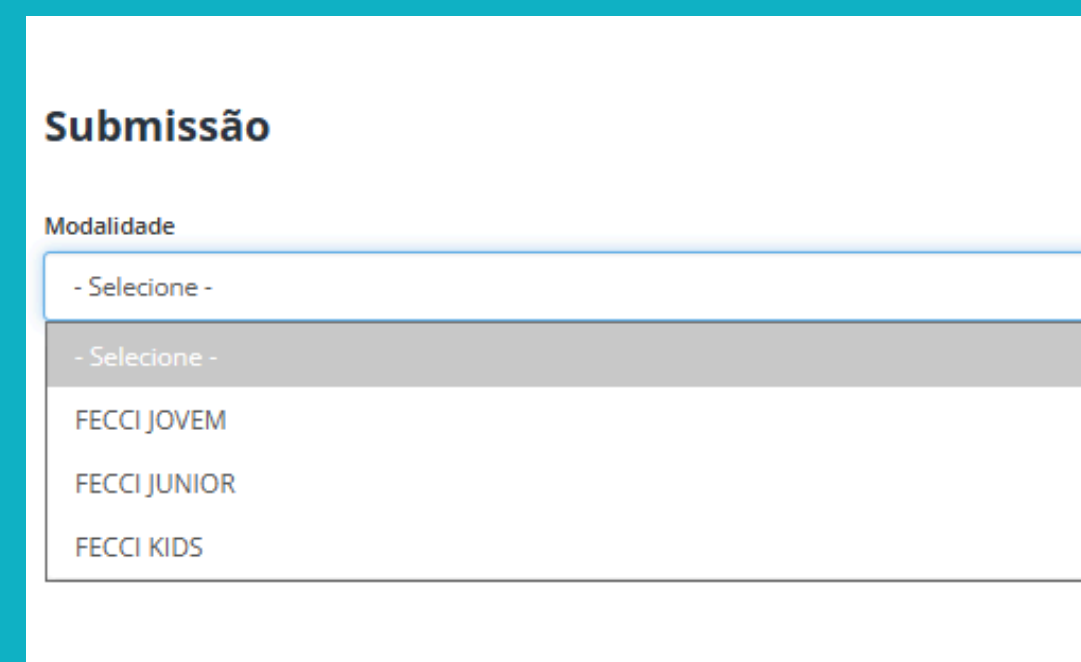 Submissão
Modalidade
- Selecione -
- Selecione -
FECCI JOVEM
FECCI JUNIOR
FECCI KIDS